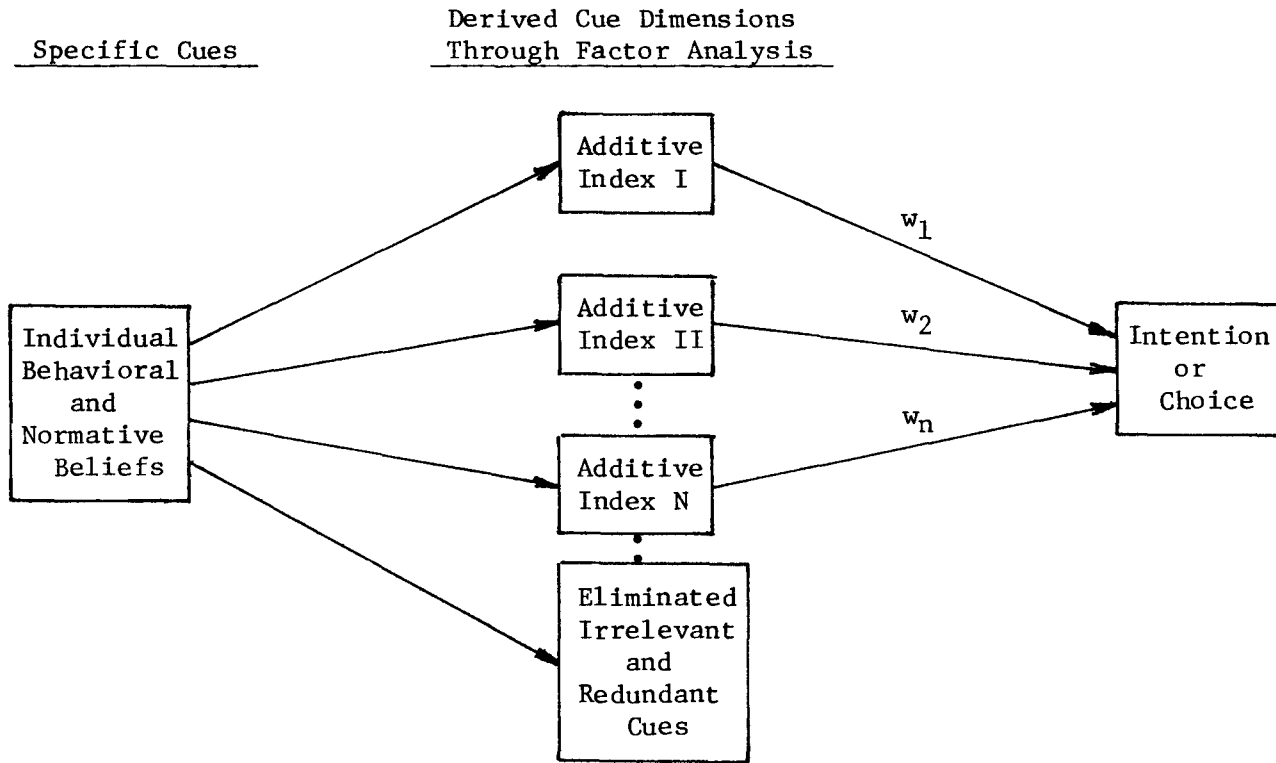 Specific Cues
Derived Cue Dimensions
Through Factor Analysis
Individual
Behavioral
and
Normative
Beliefs
Additive
Index I
Additive
Index II
Additive
Index N
Eliminated
Irrelevant
and
Redundant
Cues
w1
w2
wn
Intention
or
Choice